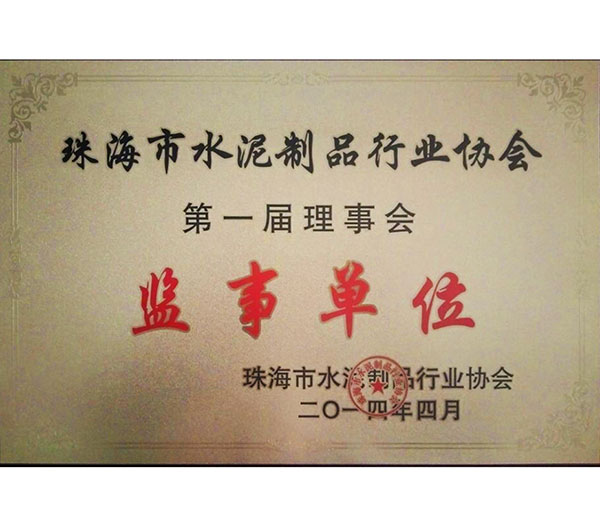 珠海市水泥制品行业协会
第一届理事会
监事单位
珠海市水泥制品行业协会
二〇一四年四月